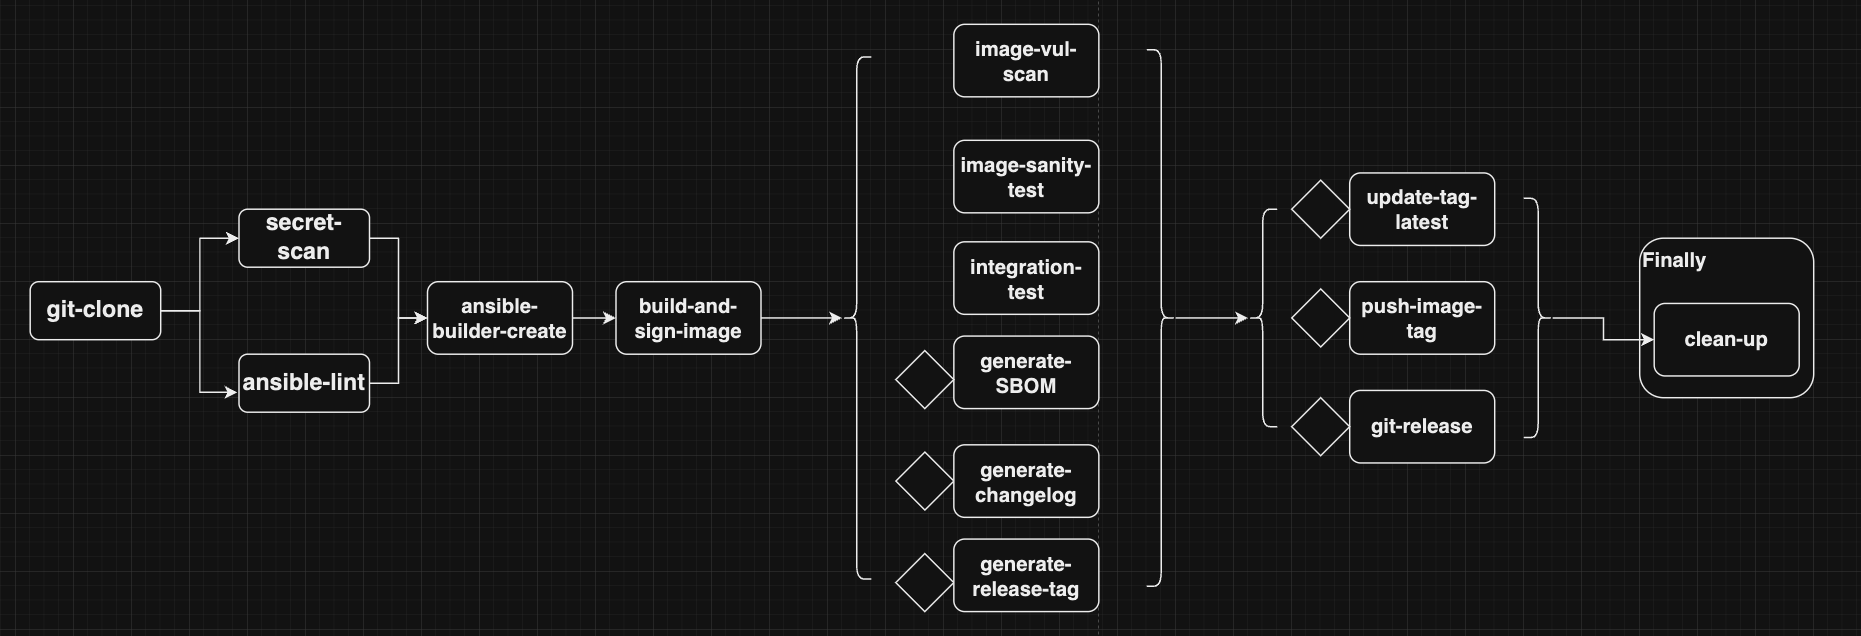 git-clone
secret-
scan
ansible-lint
ansible-
builder-create
build-and-
sign-image
image-vul-
scan
image-sanity-
test
integration-
test
generate-
SBOM
generate-
changelog
generate-
release-tag
update-tag-
latest
push-image-
tag
git-release
Finally
clean-up